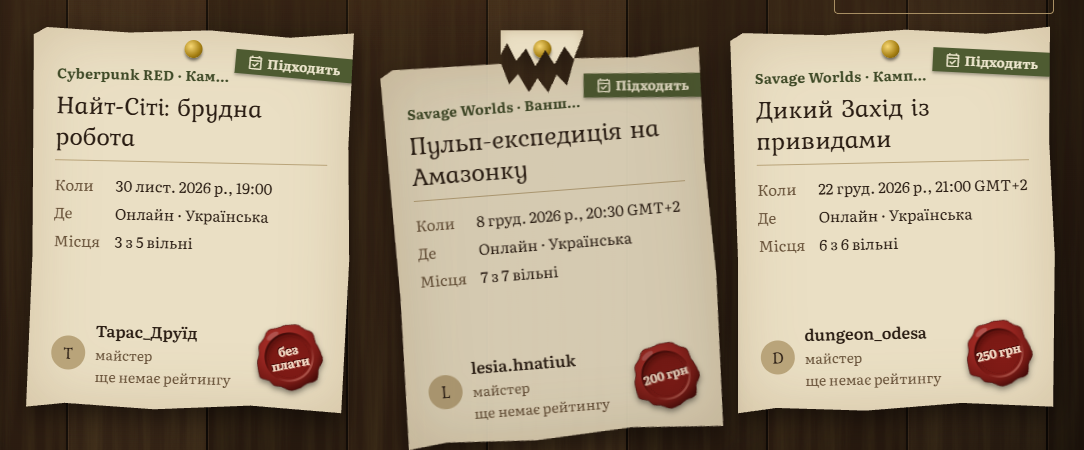 Cyberpunk RED · Кам...
Підходить
Найт-Сіті: брудна
робота
Коли 30 лист. 2026 р., 19:00
Де Онлайн · Українська
Місця 3 з 5 вільні
Т
Тарас_Друїд
майстер
ще немає рейтингу
без
плати
Savage Worlds · Ванш...
Підходить
Пульп-експедиція на
Амазонку
Коли 8 груд. 2026 р., 20:30 GMT+2
Де Онлайн · Українська
Місця 7 з 7 вільні
L
lesia.hnatiuk
майстер
ще немає рейтингу
200 грн
Savage Worlds · Камп...
Підходить
Дикий Захід із
привидами
Коли 22 груд. 2026 р., 21:00 GMT+2
Де Онлайн · Українська
Місця 6 з 6 вільні
D
dungeon_odesa
майстер
ще немає рейтингу
250 грн